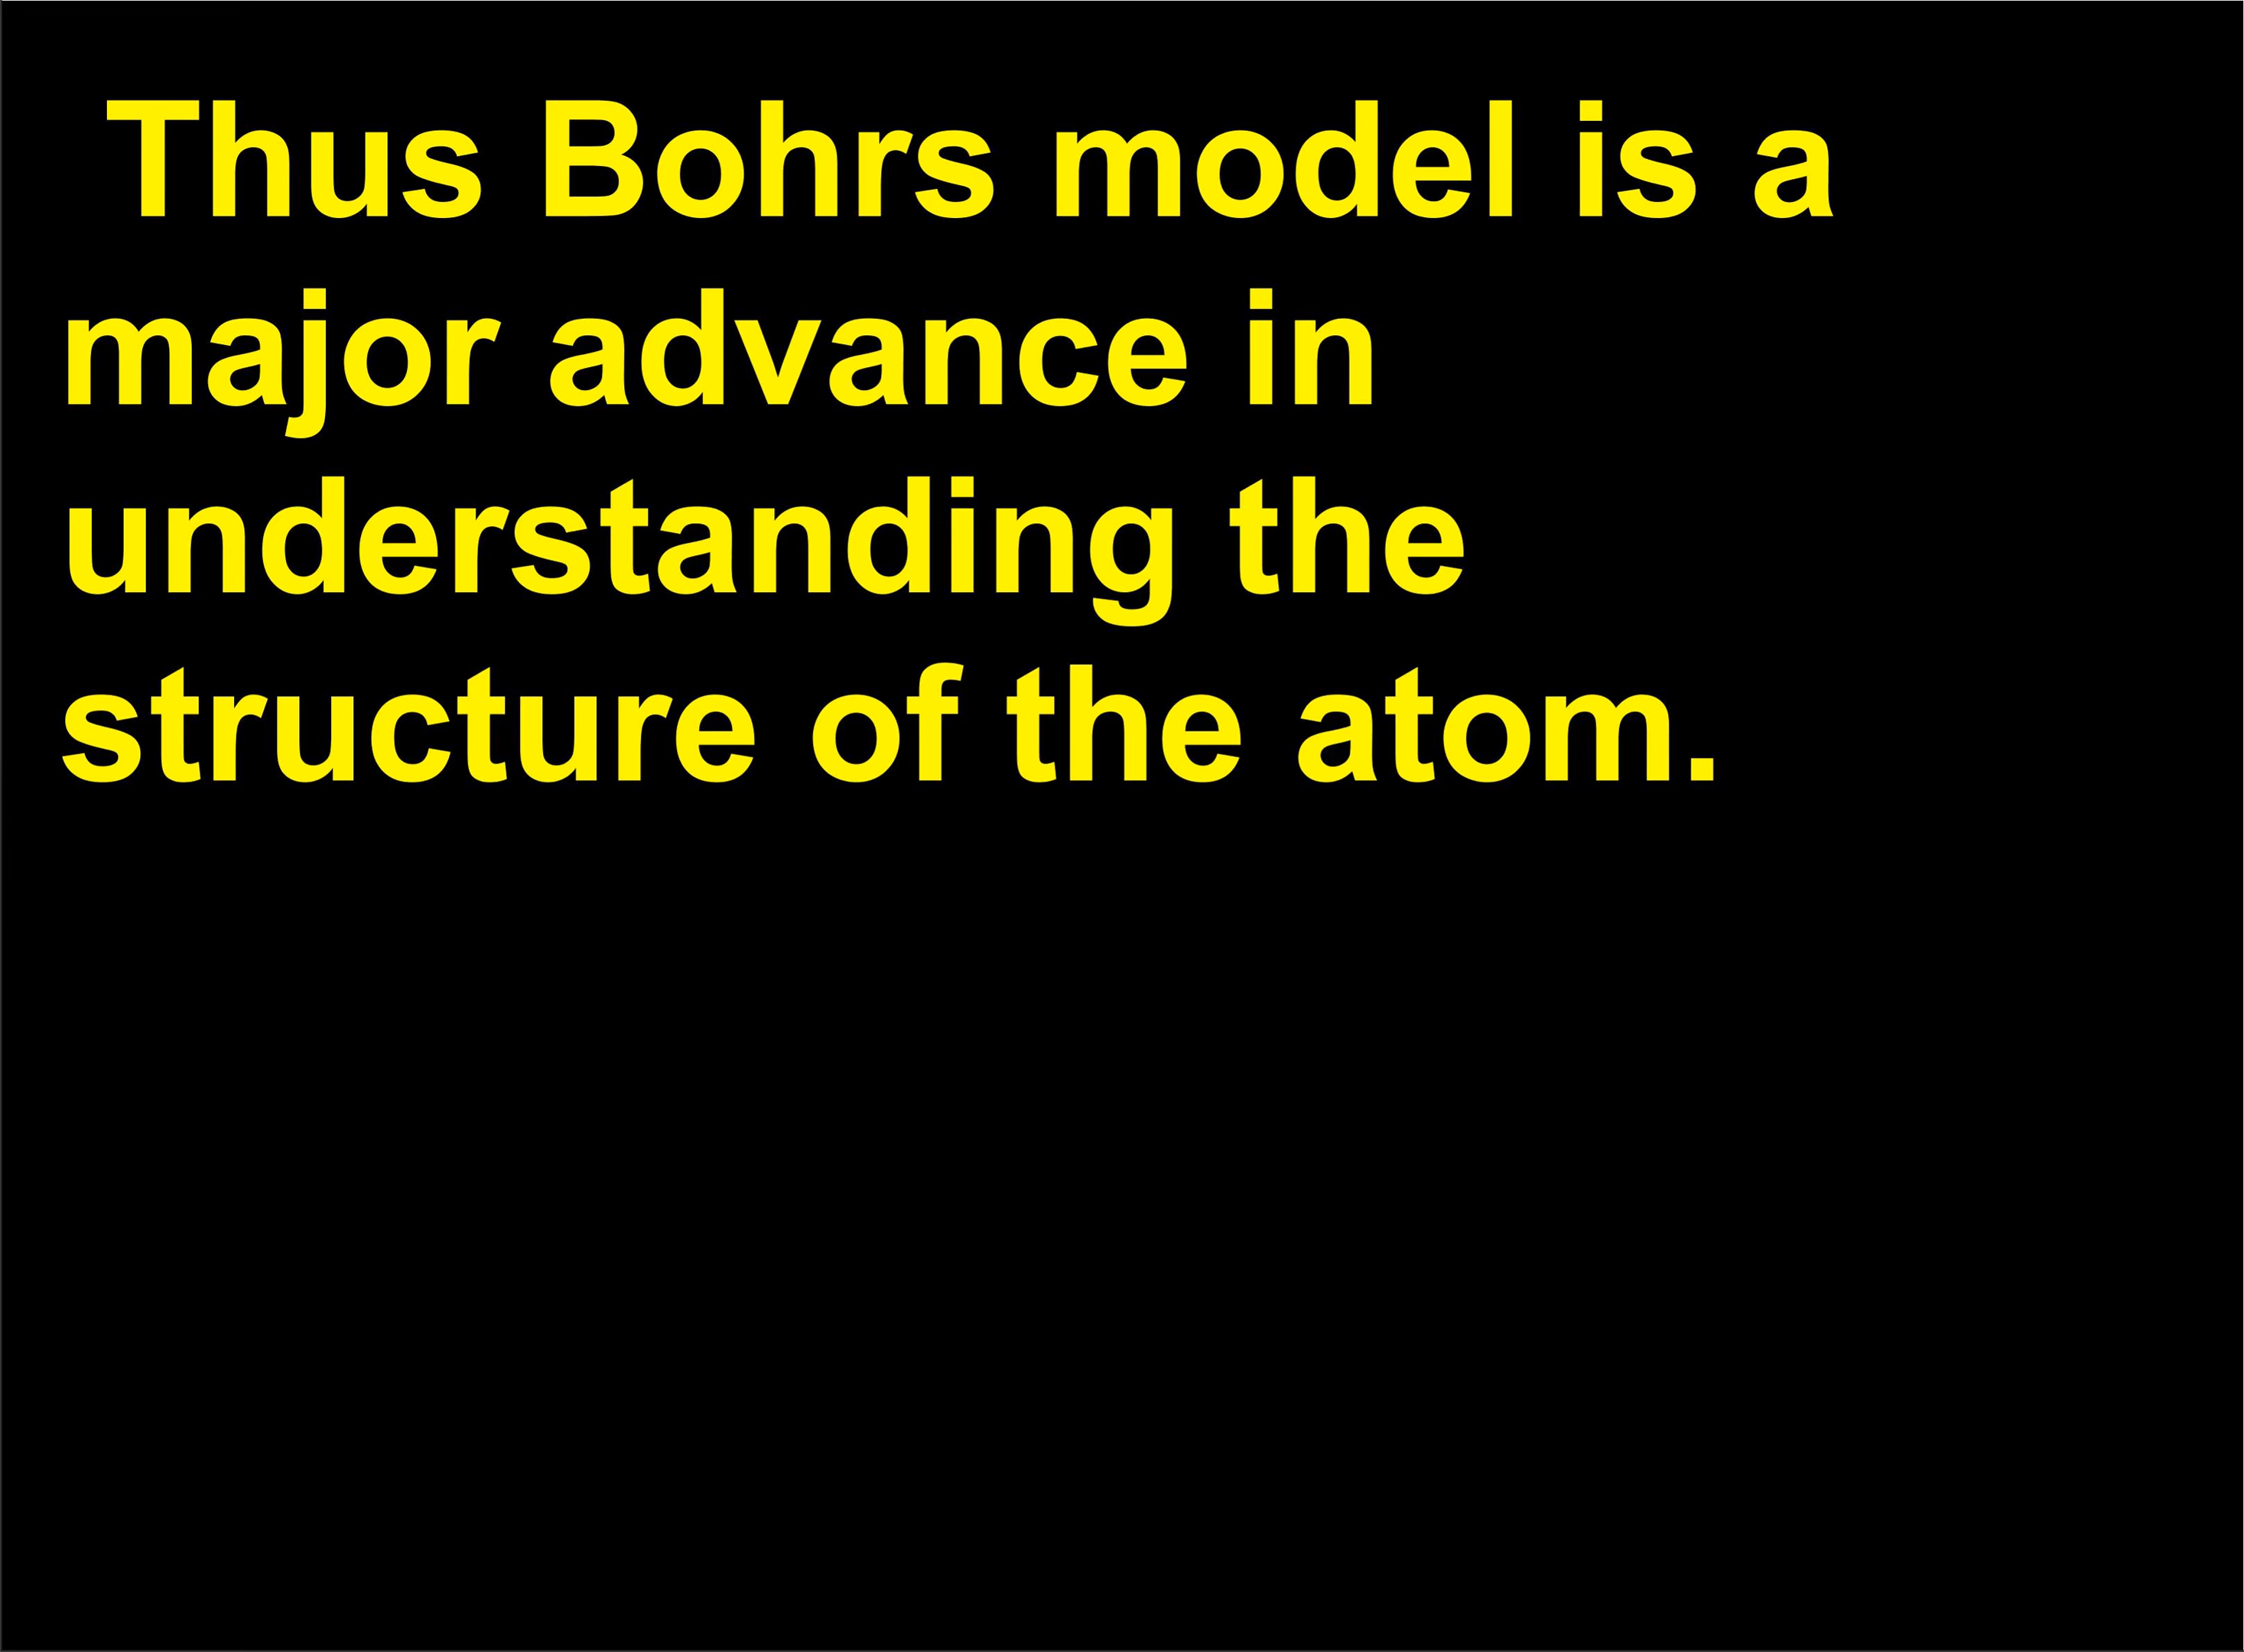 Thus Bohrs model is a
major advance in
understanding the
structure of the atom.